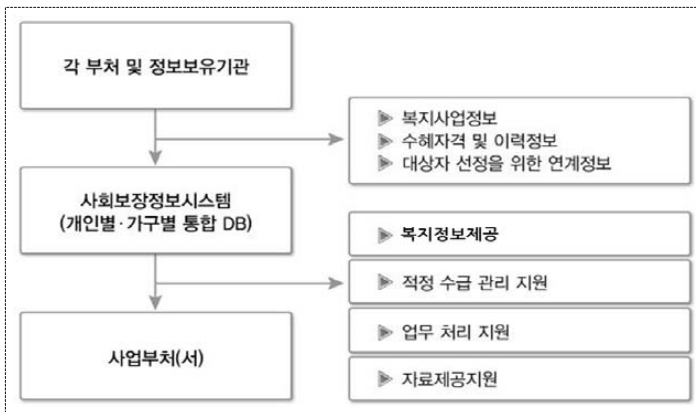 각 부처 및 정보보유기관
복지사업정보
수혜자격 및 이력정보
대상자 선정을 위한 연계정보
사회보장정보시스템
(개인별·가구별 통합 DB)
복지정보제공
적정 수급 관리 지원
업무 처리 지원
사업부처(서)
자료제공지원